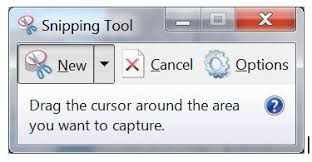 Snipping Tool
New Cancel Options
Drag the cursor around the area
you want to capture.